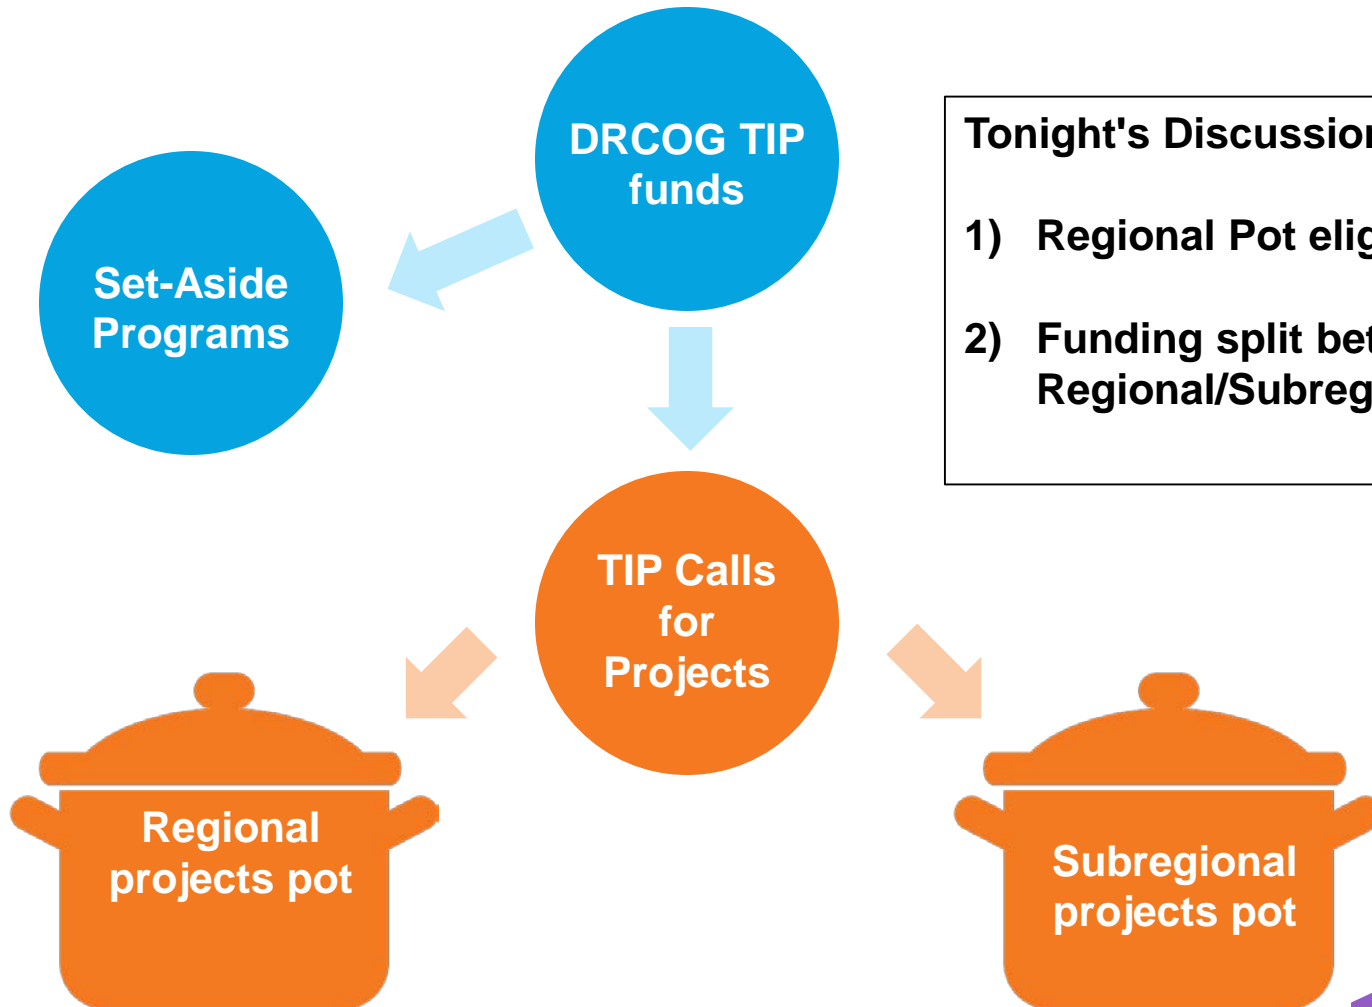 DRCOG TIP
funds
Set-Aside
Programs
Tonight's Discussion
1) Regional Pot
2) Funding split
TIP Calls
for
Projects
Regional
projects pot
Subregional
projects pot